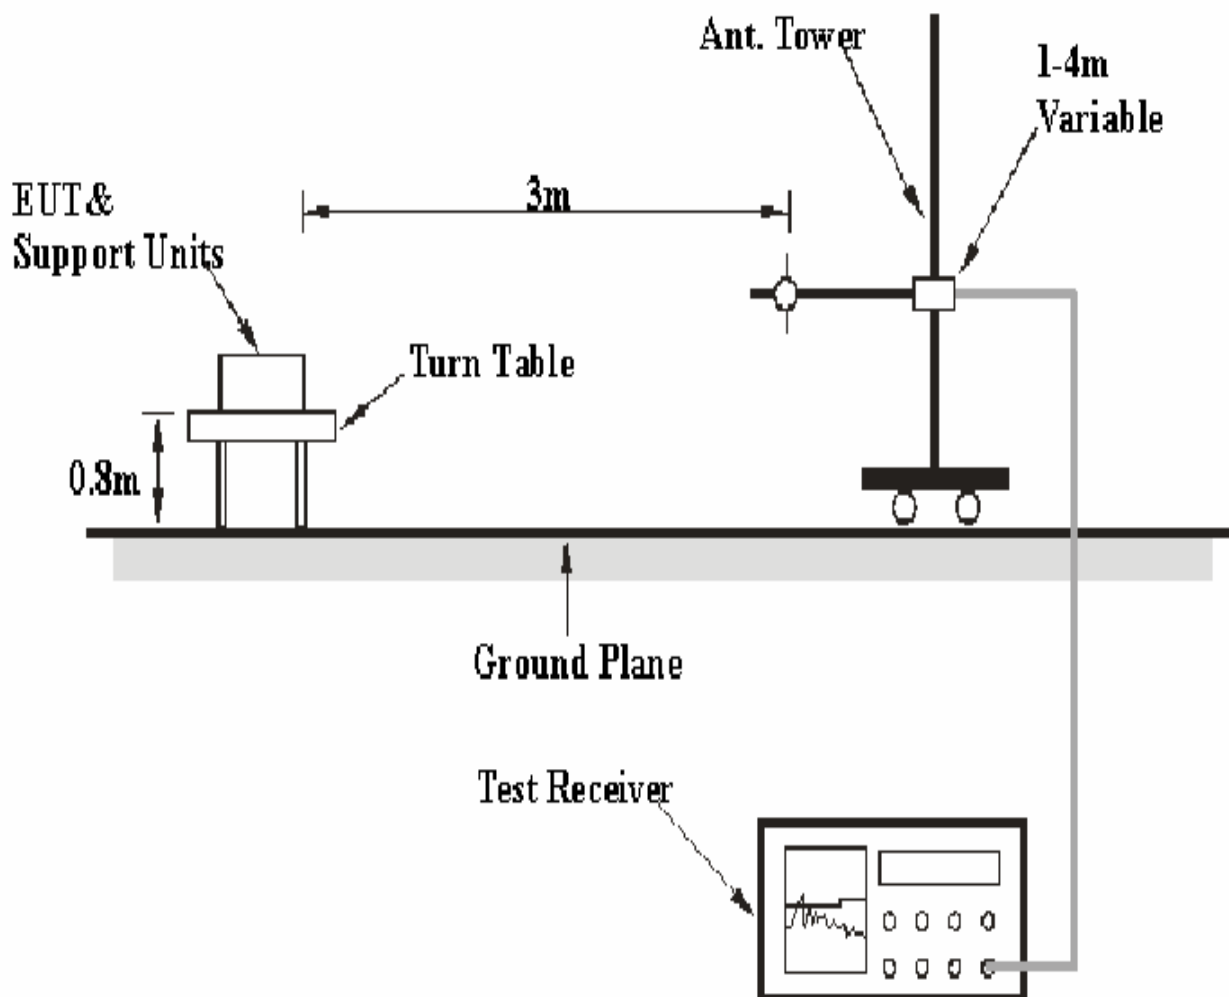 Ant. Tower
1-4m
Variable
3m
EUT&
Support Units
Turn Table
0.8m
Ground Plane
Test Receiver